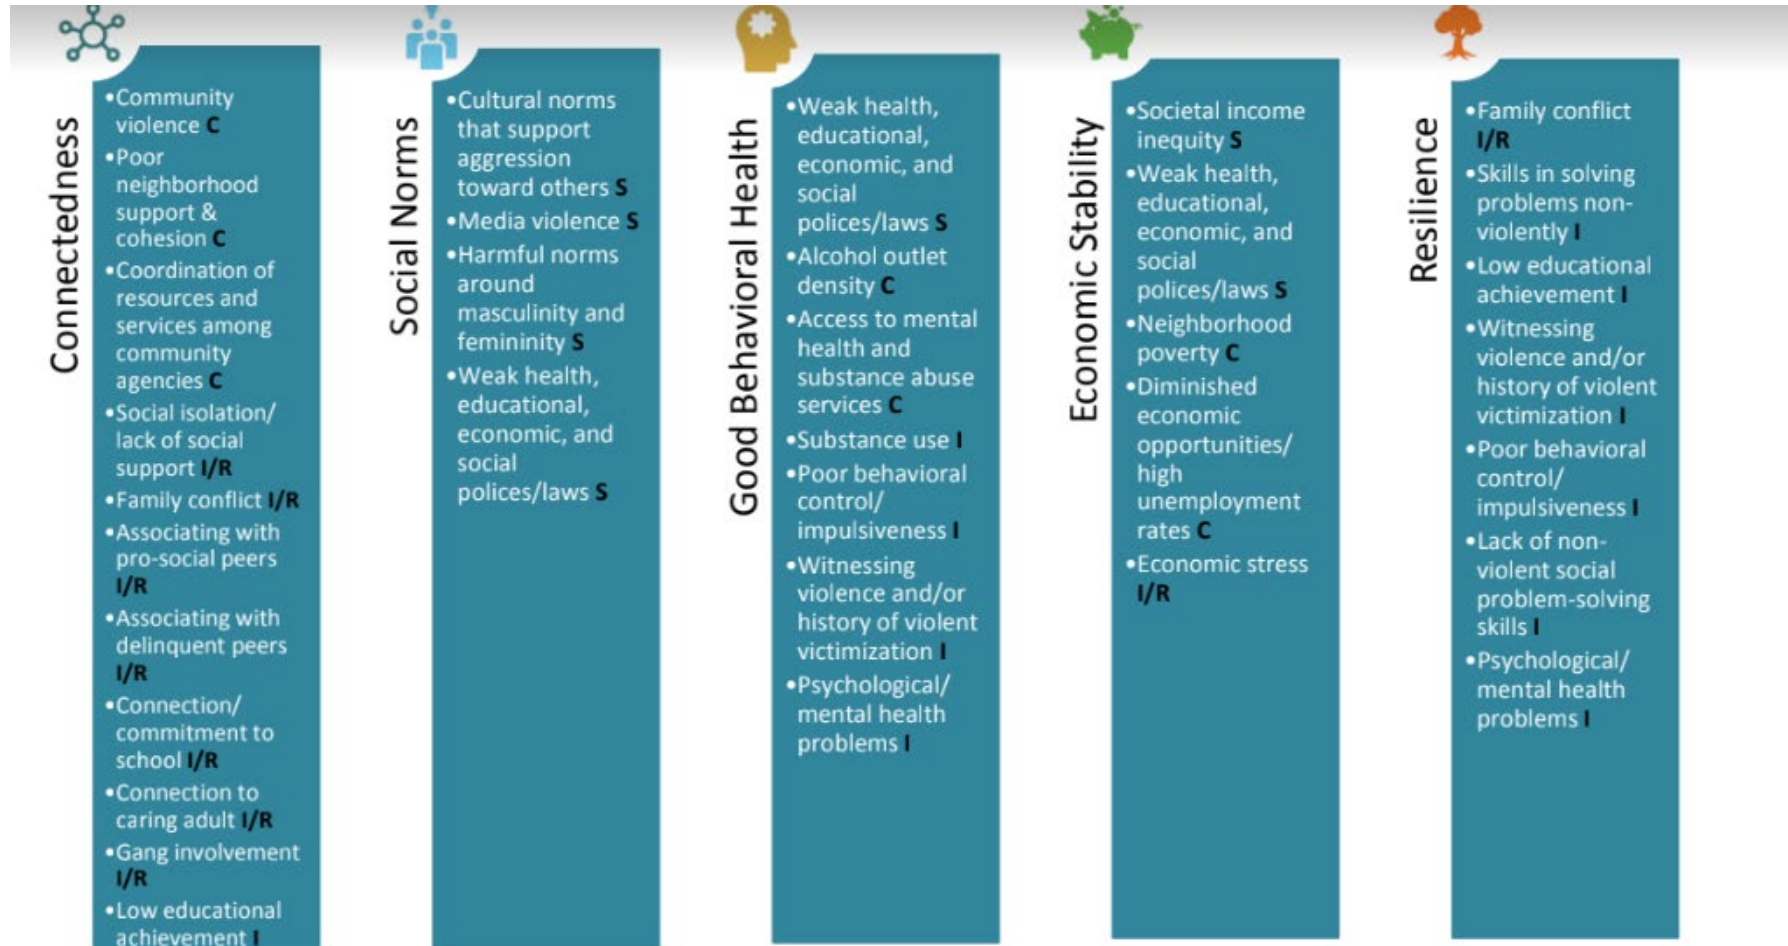 Connectedness
•Community
violence C
•Poor
neighborhood
support &
cohesion C
•Coordination of
resources and
services among
community
agencies C
•Social isolation/
lack of social
support I/R
•Family conflict I/R
•Associating with
pro-social peers
I/R
•Associating with
delinquent peers
I/R
•Connection/
commitment to
school I/R
•Connection to
caring adult I/R
•Gang involvement
I/R
•Low educational
achievement I
Social Norms
•Cultural norms
that support
aggression
toward others S
•Media violence S
•Harmful norms
around
masculinity and
femininity S
•Weak health,
educational,
economic, and
social
polices/laws S
Good Behavioral Health
•Weak health,
educational,
economic, and
social
polices/laws S
•Alcohol outlet
density C
•Access to mental
health and
substance abuse
services C
•Substance use I
•Poor behavioral
control/
impulsiveness I
•Witnessing
violence and/or
history of violent
victimization I
•Psychological/
mental health
problems I
Economic Stability
•Societal income
inequity S
•Weak health,
educational,
economic, and
social
polices/laws S
•Neighborhood
poverty C
•Diminished
economic
opportunities/
high
unemployment
rates C
•Economic stress
I/R
Resilience
•Family conflict
I/R
•Skills in solving
problems non-
violently I
•Low educational
achievement I
•Witnessing
violence and/or
history of violent
victimization I
•Poor behavioral
control/
impulsiveness I
•Lack of non-
violent social
problem-solving
skills I
•Psychological/
mental health
problems I